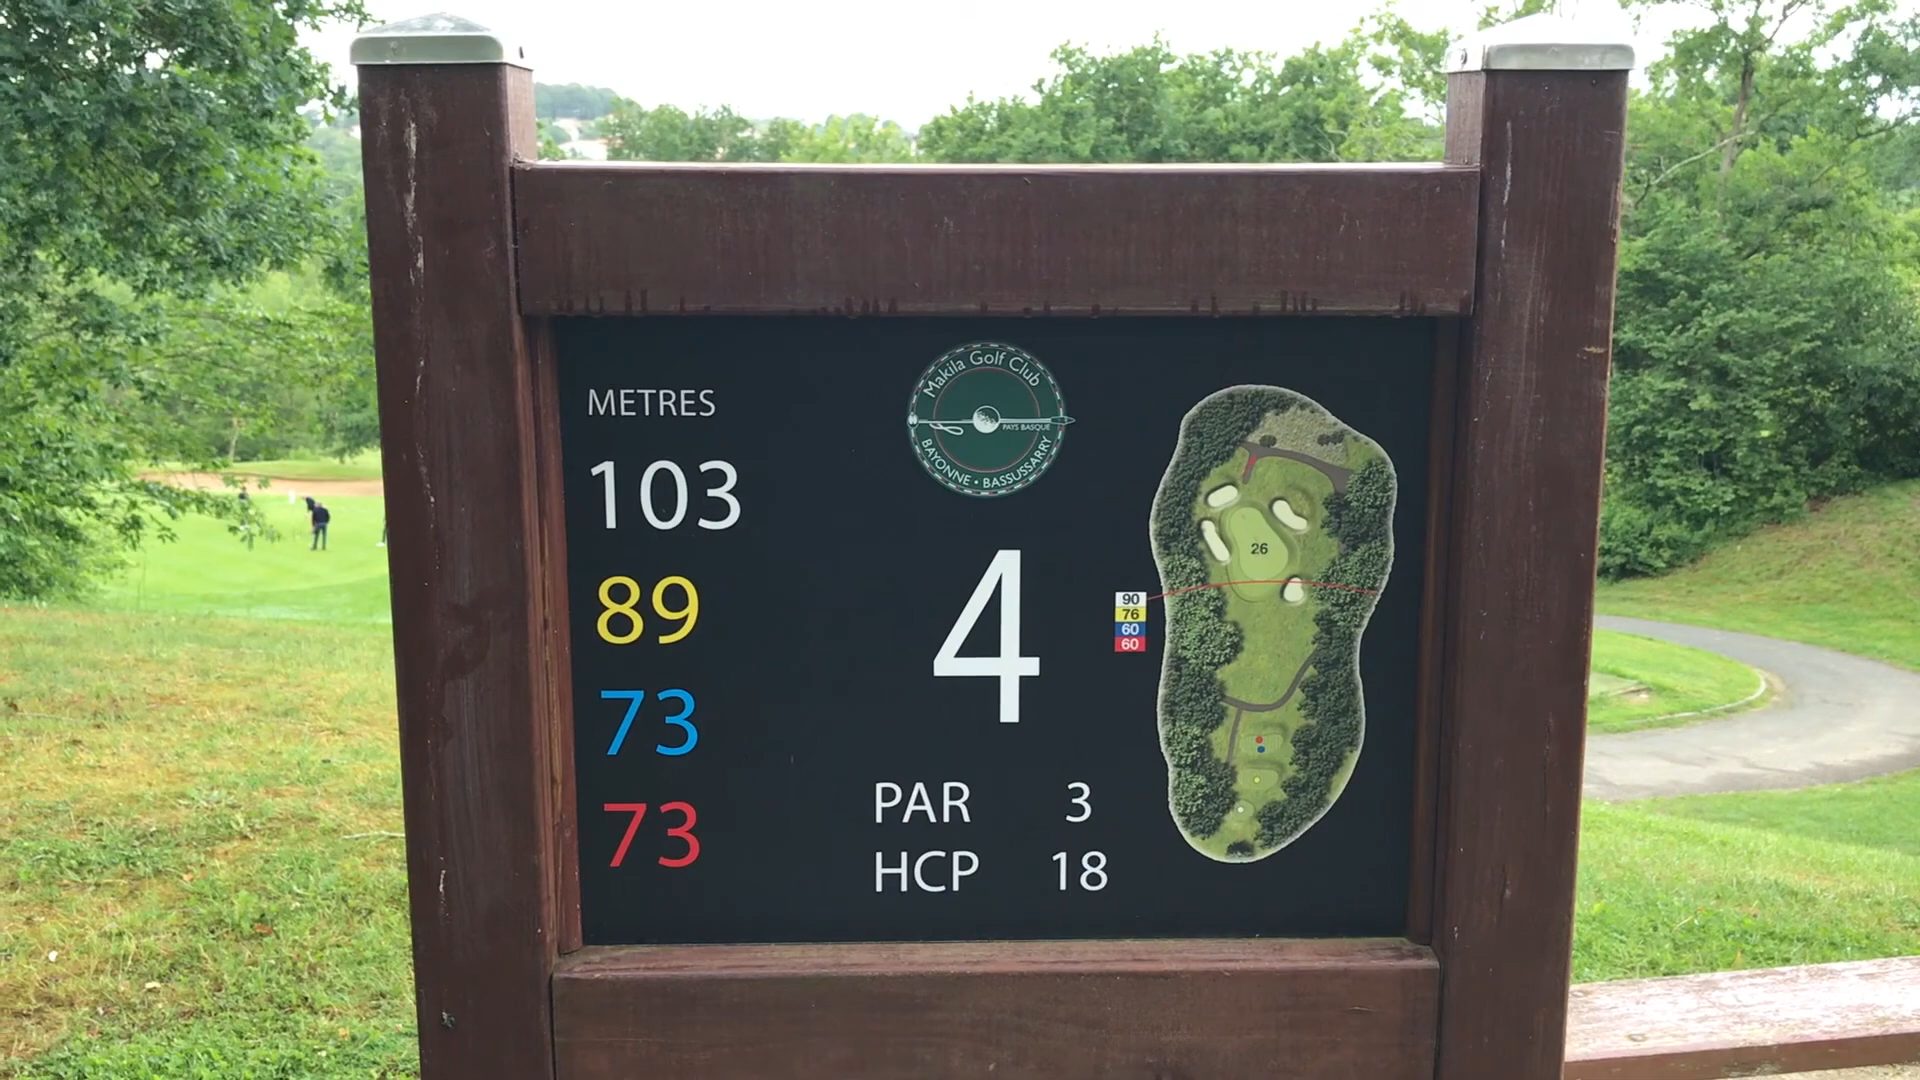 METRES
103
89
73
73
Makila Golf Club
PAYS BASQUE
BAYONNE • BASSUSSARRY
4
PAR 3
HCP 18
26
90
76
60
60